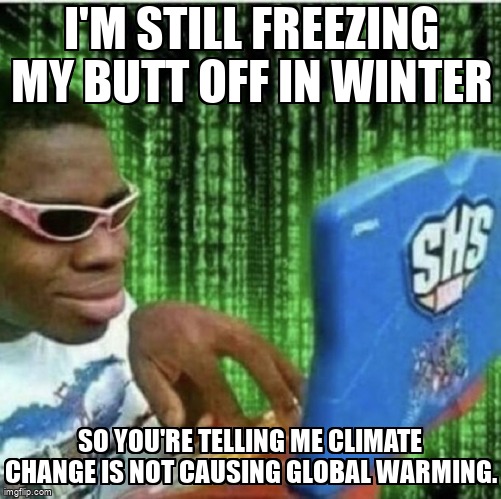 I'M STILL FREEZING
MY BUTT OFF IN WINTER
SHS
SO YOU'RE TELLING ME CLIMATE
CHANGE IS NOT CAUSING GLOBAL WARMING
imgflip.com